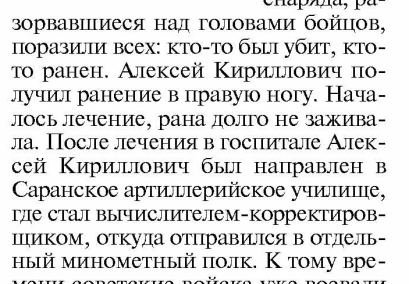 снаряда, ра-
зорвавшиеся над головами бойцов,
поразили всех: кто-то был убит, кто-
то ранен. Алексей Кириллович по-
лучил ранение в правую ногу. Нача-
лось лечение, рана долго не зажива-
ла. После лечения в госпитале Алек-
сей Кириллович был направлен в
Саранское артиллерийское училище,
где стал вычислителем-корректиров-
щиком, откуда отправился в отдель-
ный минометный полк. К тому вре-
мени советские войска уже воевали